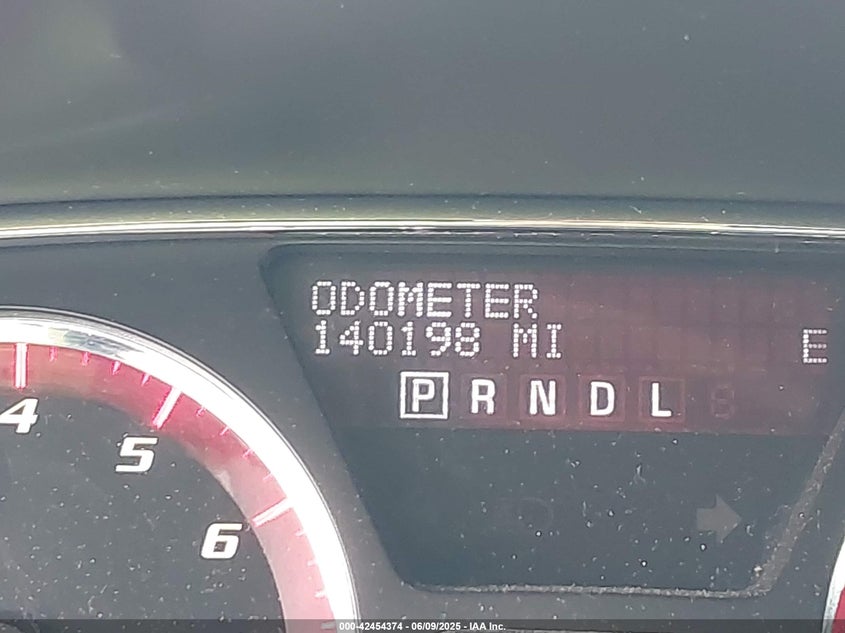 ODOMETER
140198 MI E
P R N D L
4
5
6
000-42454374 - 06/09/2025 - IAA Inc.